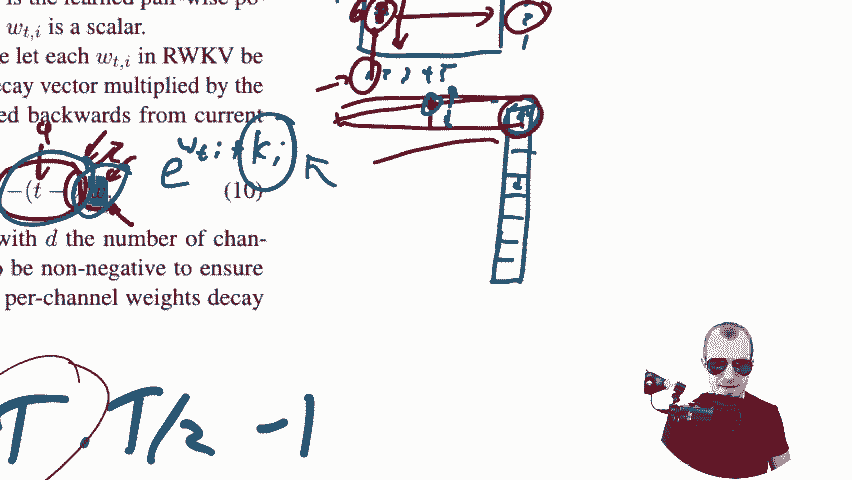 is the learned pair-wise po-
w_{t,i} is a scalar.
e let each w_{t,i} in RWKV be
ecay vector multiplied by the
ed backwards from current
e^{w_{t,i} + k_i}
−(t − (10)
with d the number of chan-
o be non-negative to ensure
per-channel weights decay
T T/2 - 1